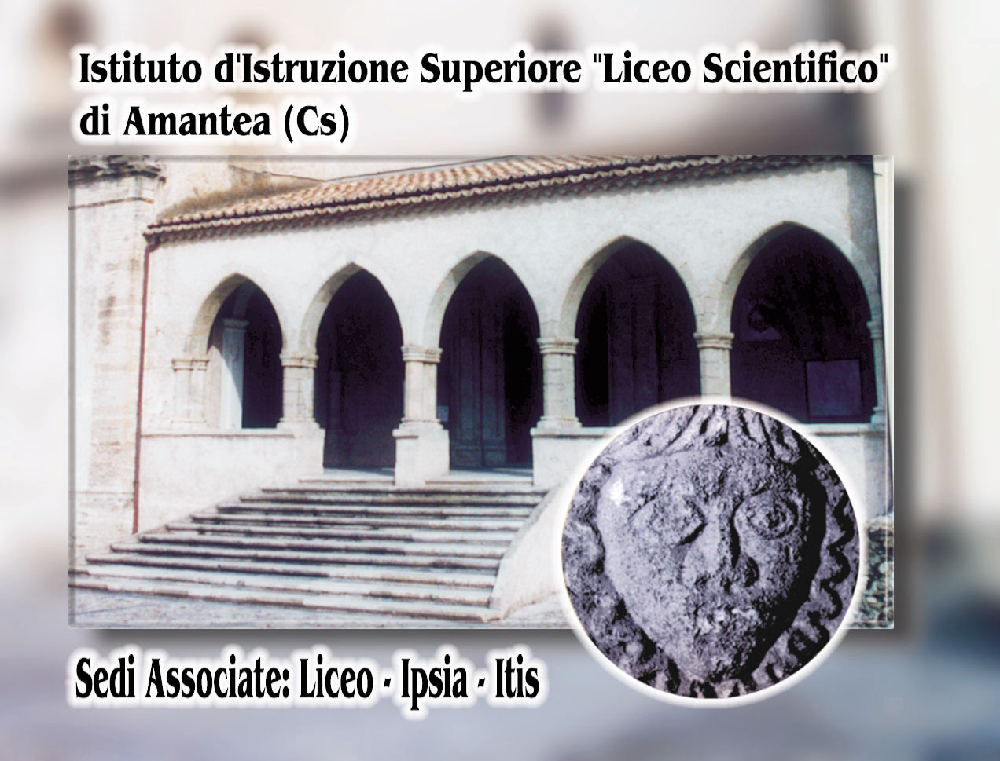 Istituto d'Istruzione Superiore "Liceo Scientifico"
di Amantea (Cs)
Sedi Associate: Liceo - Ipsia - Itis